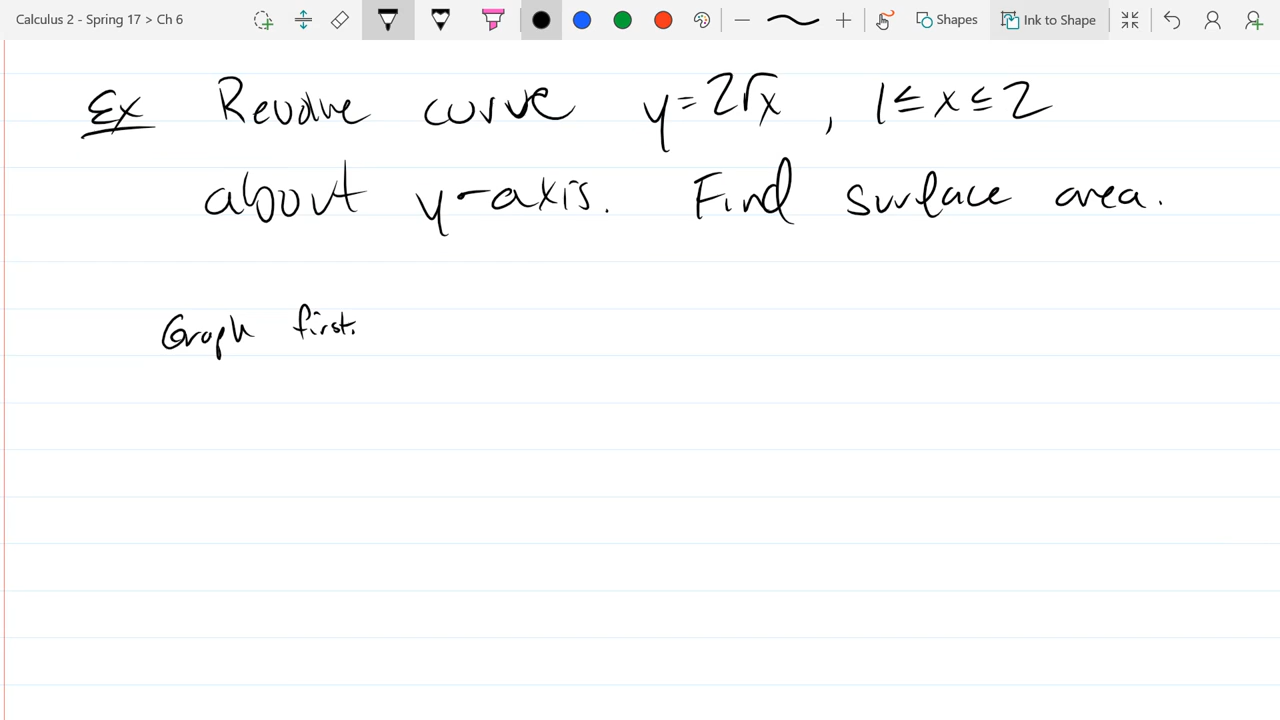 Calculus 2 - Spring 17 > Ch 6
Shapes
Ink to Shape
Ex Revolve curve y=2√x, 1≤x≤2
about y-axis. Find surface area.
Graph first.